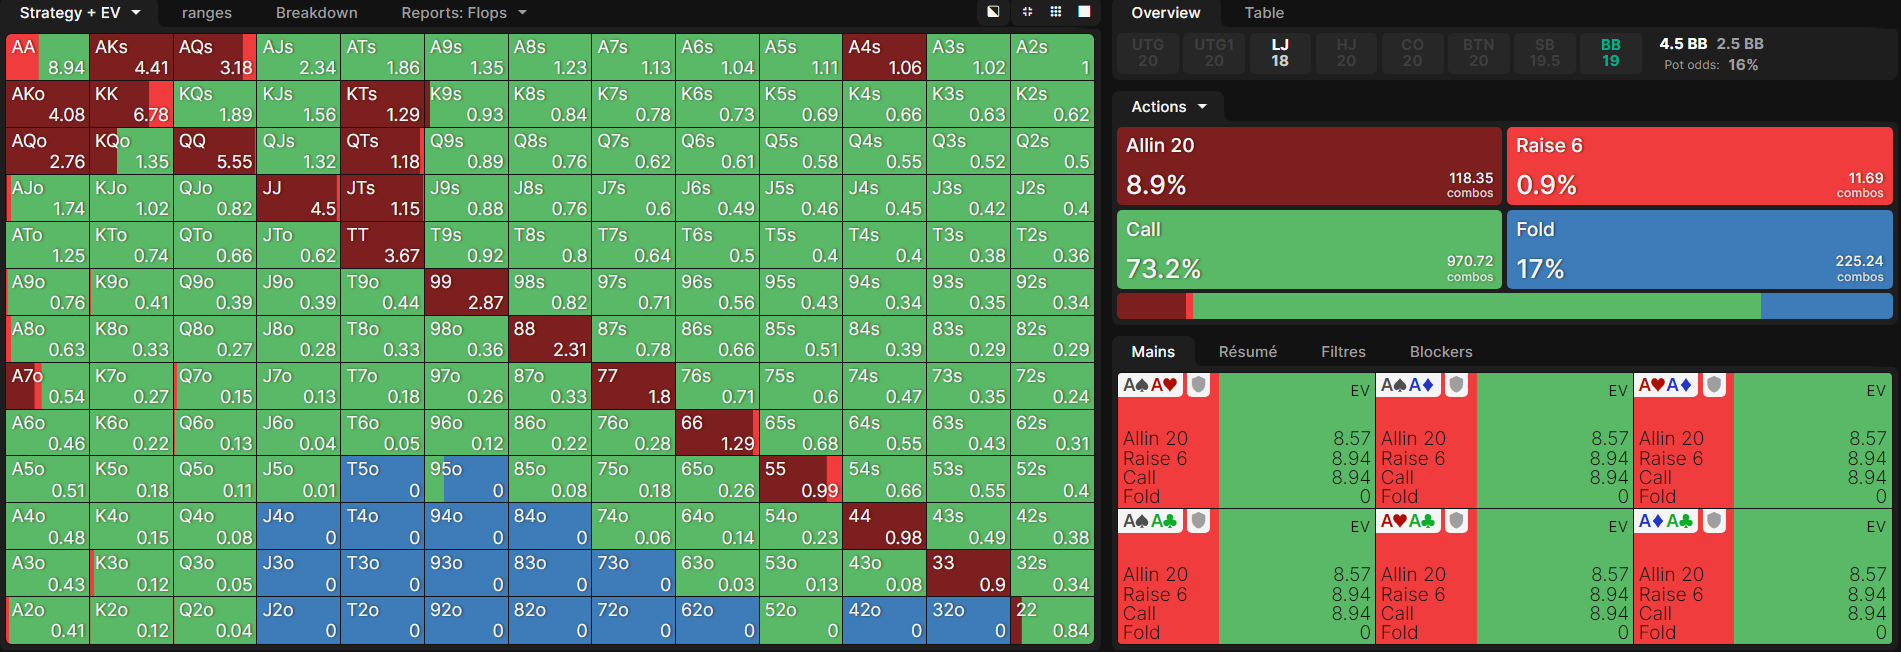 Strategy + EV ranges Breakdown Reports: Flops
AA 8.94 AKs 4.41 AQs 3.18 AJs 2.34 ATs 1.86 A9s 1.35 A8s 1.23 A7s 1.13 A6s 1.04 A5s 1.11 A4s 1.06 A3s 1.02 A2s 1
AKo 4.08 KK 6.78 KQs 1.89 KJs 1.56 KTs 1.29 K9s 0.93 K8s 0.84 K7s 0.78 K6s 0.73 K5s 0.69 K4s 0.66 K3s 0.63 K2s 0.62
AQo 2.76 KQo 1.35 QQ 5.55 QJs 1.32 QTs 1.18 Q9s 0.89 Q8s 0.76 Q7s 0.62 Q6s 0.61 Q5s 0.58 Q4s 0.55 Q3s 0.52 Q2s 0.5
AJo 1.74 KJo 1.02 QJo 0.82 JJ 4.5 JTs 1.15 J9s 0.88 J8s 0.76 J7s 0.6 J6s 0.49 J5s 0.46 J4s 0.45 J3s 0.42 J2s 0.4
ATo 1.25 KTo 0.74 QTo 0.66 JTo 0.62 TT 3.67 T9s 0.92 T8s 0.8 T7s 0.64 T6s 0.5 T5s 0.4 T4s 0.4 T3s 0.38 T2s 0.36
A9o 0.76 K9o 0.41 Q9o 0.39 J9o 0.39 T9o 0.44 99 2.87 98s 0.82 97s 0.71 96s 0.56 95s 0.43 94s 0.34 93s 0.35 92s 0.34
A8o 0.63 K8o 0.33 Q8o 0.27 J8o 0.28 T8o 0.33 98o 0.36 88 2.31 87s 0.78 86s 0.66 85s 0.51 84s 0.39 83s 0.29 82s 0.29
A7o 0.54 K7o 0.27 Q7o 0.15 J7o 0.13 T7o 0.18 97o 0.26 87o 0.33 77 1.8 76s 0.71 75s 0.6 74s 0.47 73s 0.35 72s 0.24
A6o 0.46 K6o 0.22 Q6o 0.13 J6o 0.04 T6o 0.05 96o 0.12 86o 0.22 76o 0.28 66 1.29 65s 0.68 64s 0.55 63s 0.43 62s 0.31
A5o 0.51 K5o 0.18 Q5o 0.11 J5o 0.01 T5o 0 95o 0 85o 0.08 75o 0.18 65o 0.26 55 0.99 54s 0.66 53s 0.55 52s 0.4
A4o 0.48 K4o 0.15 Q4o 0.08 J4o 0 T4o 0 94o 0 84o 0 74o 0.06 64o 0.14 54o 0.23 44 0.98 43s 0.49 42s 0.38
A3o 0.43 K3o 0.12 Q3o 0.05 J3o 0 T3o 0 93o 0 83o 0 73o 0 63o 0.03 53o 0.13 43o 0.08 33 0.9 32s 0.34
A2o 0.41 K2o 0.12 Q2o 0.04 J2o 0 T2o 0 92o 0 82o 0 72o 0 62o 0 52o 0 42o 0 32o 0 22 0.84
Overview Table
UTG 20 UTG1 20 LJ 18 HJ 20 CO 20 BTN 20 SB 19.5 BB 19
4.5 BB 2.5 BB
Pot odds: 16%
Actions
Allin 20
8.9% 118.35 combos
Raise 6
0.9% 11.69 combos
Call
73.2% 970.72 combos
Fold
17% 225.24 combos
Mains Résumé Filtres Blockers
A♠A♥ EV A♠A♦ EV A♥A♦ EV
Allin 20 8.57 Allin 20 8.57 Allin 20 8.57
Raise 6 8.94 Raise 6 8.94 Raise 6 8.94
Call 8.94 Call 8.94 Call 8.94
Fold 0 Fold 0 Fold 0
A♠A♣ EV A♥A♣ EV A♦A♣ EV
Allin 20 8.57 Allin 20 8.57 Allin 20 8.57
Raise 6 8.94 Raise 6 8.94 Raise 6 8.94
Call 8.94 Call 8.94 Call 8.94
Fold 0 Fold 0 Fold 0